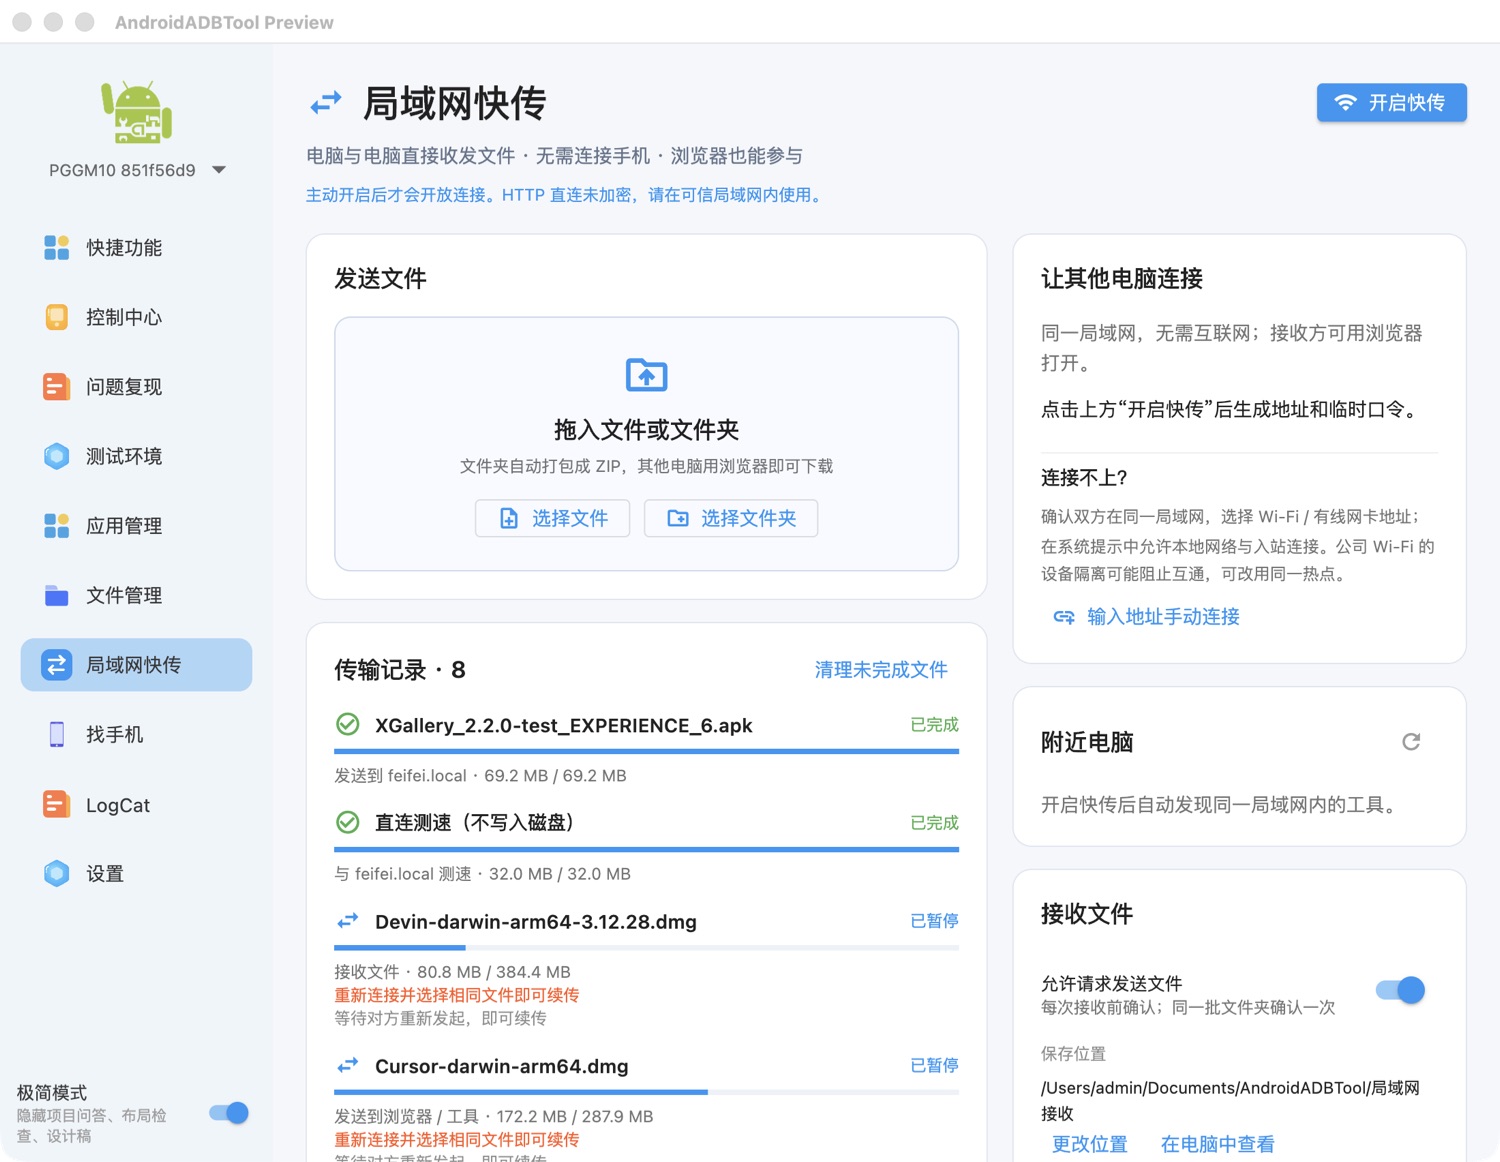 AndroidADBTool Preview
PGGM10 851f56d9
快捷功能
控制中心
问题复现
测试环境
应用管理
文件管理
局域网快传
找手机
LogCat
设置
极简模式
隐藏项目问答、布局检
查、设计稿
局域网快传
开启快传
电脑与电脑直接收发文件 · 无需连接手机 · 浏览器也能参与
主动开启后才会开放连接。HTTP 直连未加密，请在可信局域网内使用。
发送文件
拖入文件或文件夹
文件夹自动打包成 ZIP，其他电脑用浏览器即可下载
选择文件
选择文件夹
传输记录 · 8
清理未完成文件
XGallery_2.2.0-test_EXPERIENCE_6.apk
已完成
发送到 feifei.local · 69.2 MB / 69.2 MB
直连测速（不写入磁盘）
已完成
与 feifei.local 测速 · 32.0 MB / 32.0 MB
Devin-darwin-arm64-3.12.28.dmg
已暂停
接收文件 · 80.8 MB / 384.4 MB
重新连接并选择相同文件即可续传
等待对方重新发起，即可续传
Cursor-darwin-arm64.dmg
已暂停
发送到浏览器 / 工具 · 172.2 MB / 287.9 MB
重新连接并选择相同文件即可续传
等待对方重新发起，即可续传
让其他电脑连接
同一局域网，无需互联网；接收方可用浏览器
打开。
点击上方“开启快传”后生成地址和临时口令。
连接不上?
确认双方在同一局域网，选择 Wi-Fi / 有线网卡地址；
在系统提示中允许本地网络与入站连接。公司 Wi-Fi 的
设备隔离可能阻止互通，可改用同一热点。
输入地址手动连接
附近电脑
开启快传后自动发现同一局域网内的工具。
接收文件
允许请求发送文件
每次接收前确认；同一批文件夹确认一次
保存位置
/Users/admin/Documents/AndroidADBTool/局域网
接收
更改位置
在电脑中查看